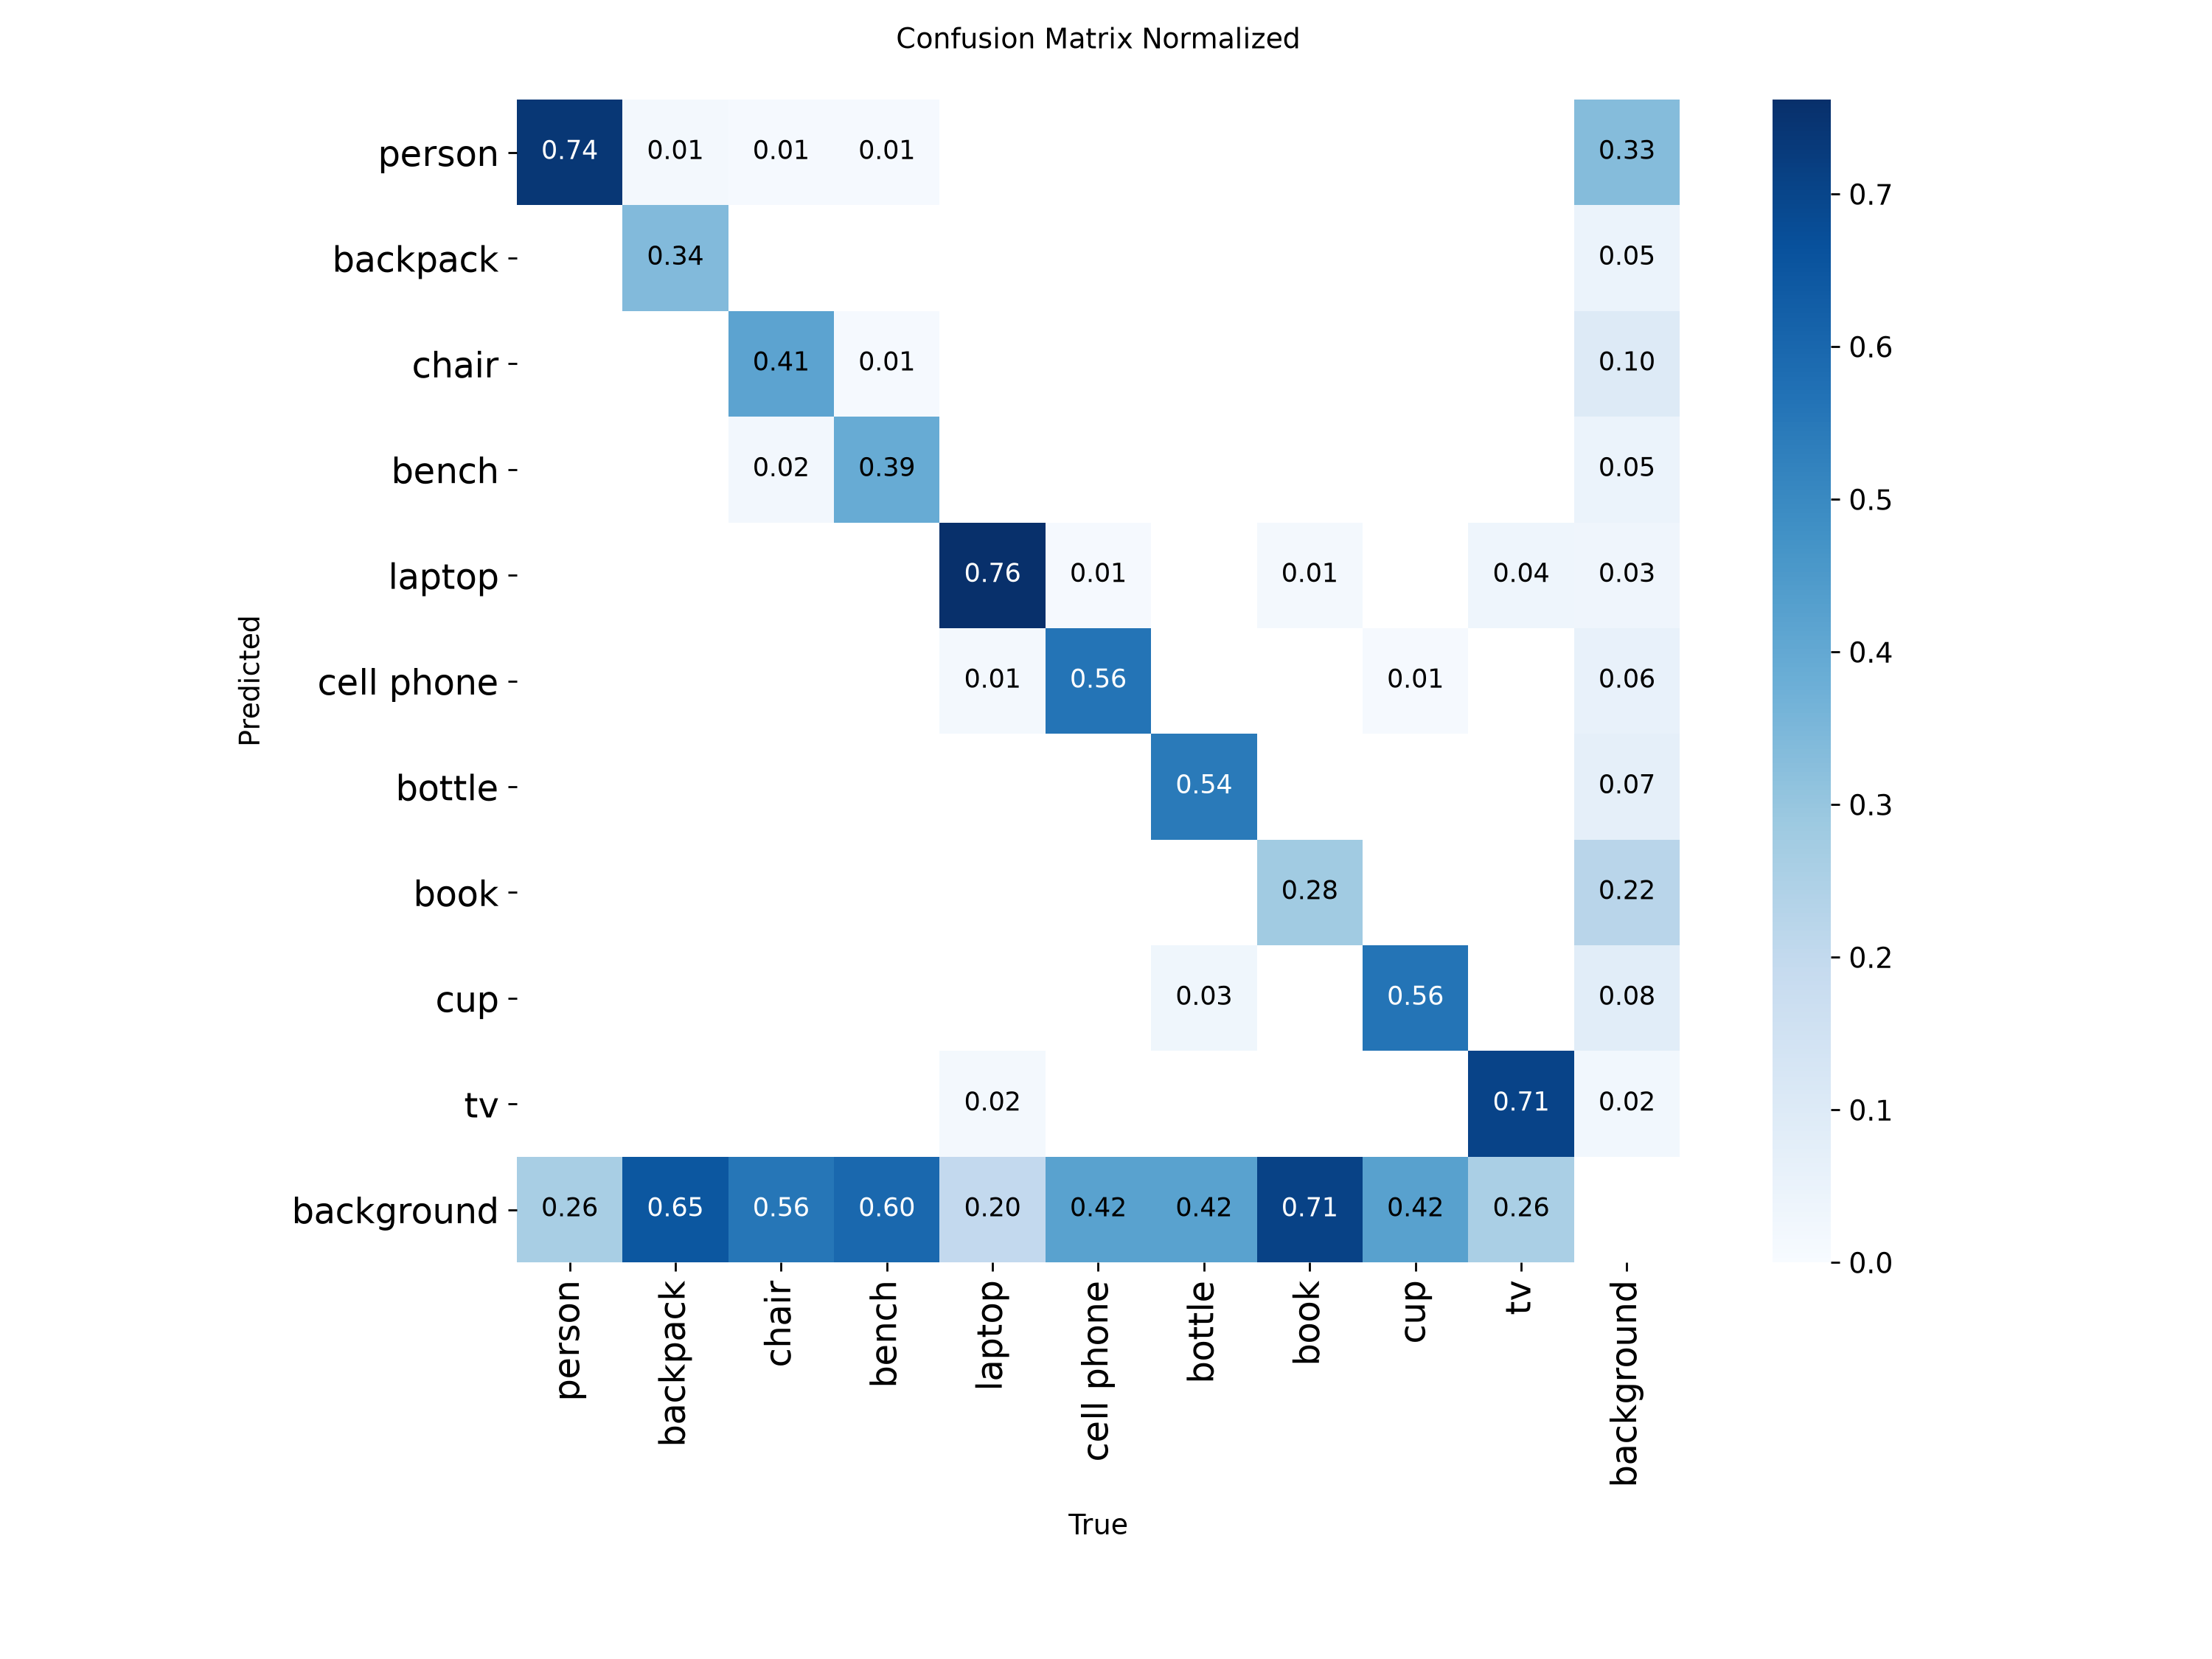 Confusion Matrix Normalized
person 0.74 0.01 0.01 0.01 0.33
backpack 0.34 0.05
chair 0.41 0.01 0.10
bench 0.02 0.39 0.05
laptop 0.76 0.01 0.01 0.04 0.03
cell phone 0.01 0.56 0.01 0.06
bottle 0.54 0.07
book 0.28 0.22
cup 0.03 0.56 0.08
tv 0.02 0.71 0.02
background 0.26 0.65 0.56 0.60 0.20 0.42 0.42 0.71 0.42 0.26
person backpack chair bench laptop cell phone bottle book cup tv background
True
Predicted
0.7
0.6
0.5
0.4
0.3
0.2
0.1
0.0